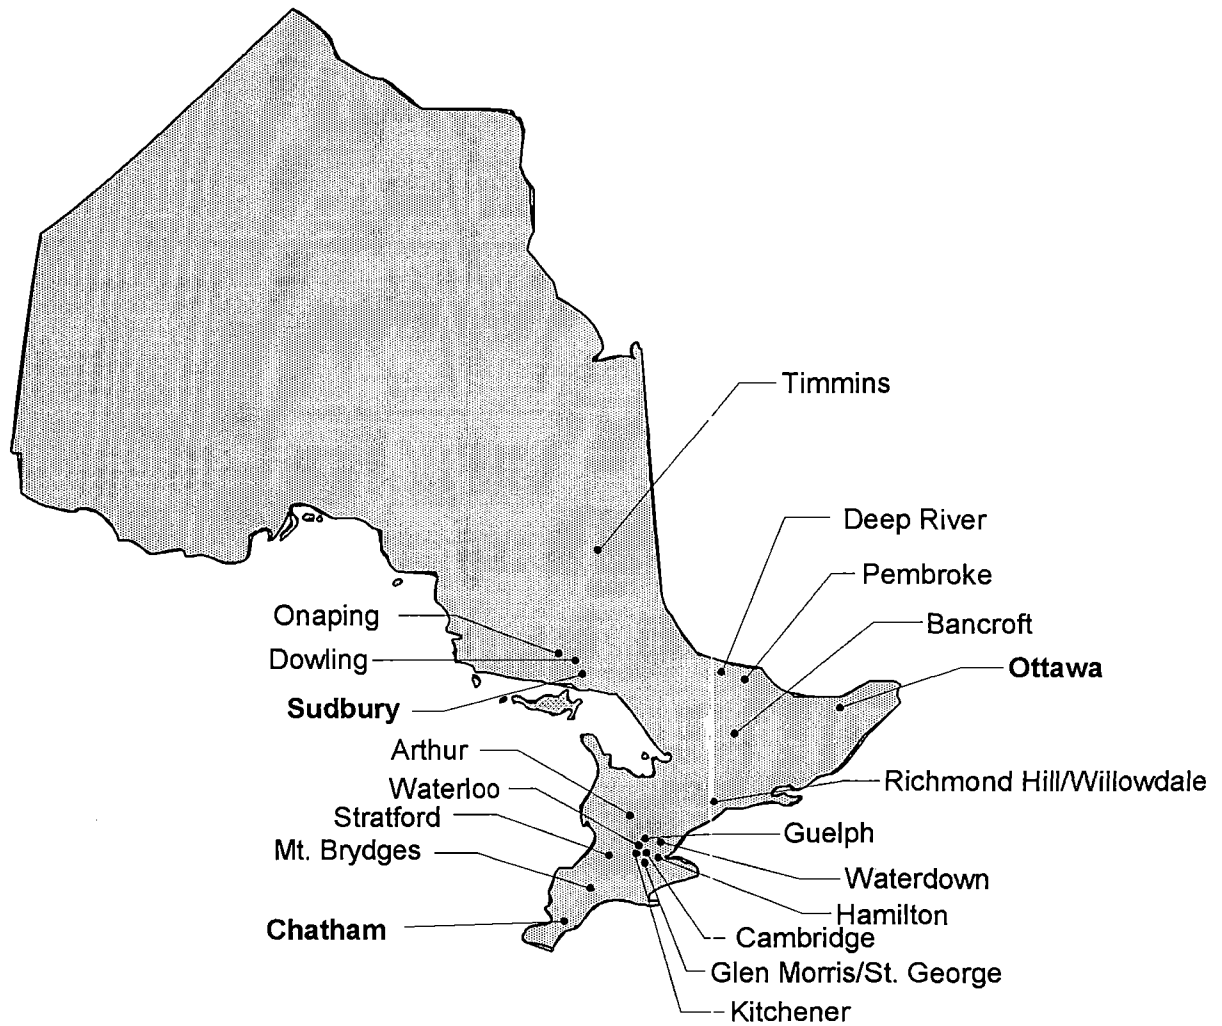 Timmins
Deep River
Pembroke
Onaping
Bancroft
Dowling
Ottawa
Sudbury
Arthur
Richmond Hill/Willowdale
Waterloo
Stratford
Guelph
Mt. Brydges
Waterdown
Hamilton
Chatham
Cambridge
Glen Morris/St. George
Kitchener